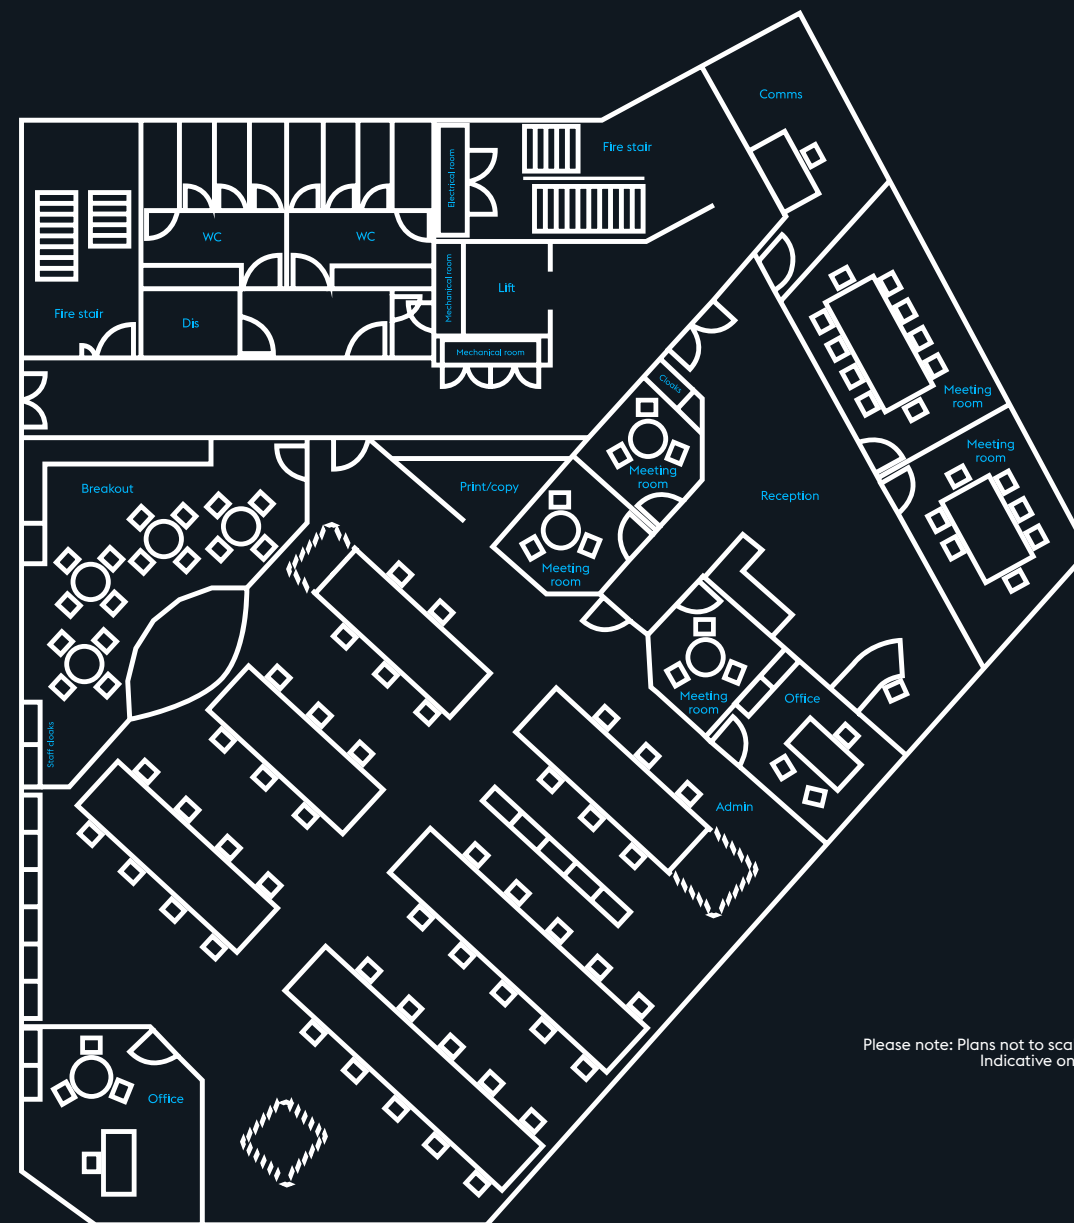 Comms
Fire stair
Electrical room
WC
WC
Mechanical room
Lift
Fire stair
Dis
Mechanical room
Cloaks
Meeting
room
Meeting
room
Meeting
room
Breakout
Print/copy
Reception
Meeting
room
Meeting
room
Office
Staff cloaks
Admin
Please note: Plans not to sca
Indicative on
Office